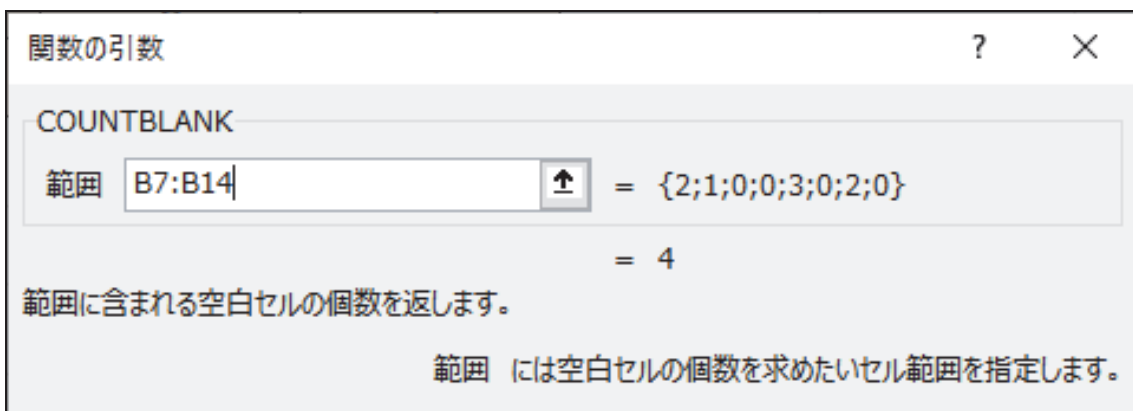 関数の引数 ? ×
COUNTBLANK
範囲 B7:B14 = {2;1;0;0;3;0;2;0}
= 4
範囲に含まれる空白セルの個数を返します。
範囲 には空白セルの個数を求めたいセル範囲を指定します。